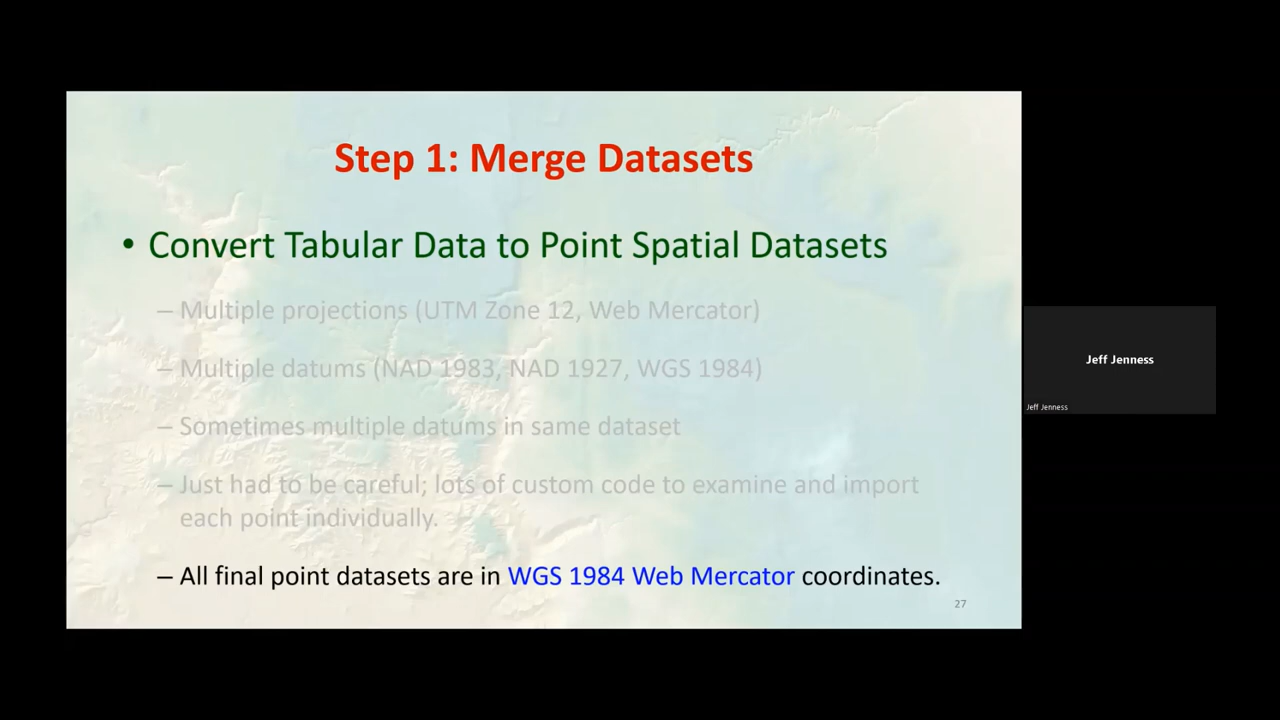 Step 1: Merge Datasets
• Convert Tabular Data to Point Spatial Datasets
– Multiple projections (UTM Zone 12, Web Mercator)
– Multiple datums (NAD 1983, NAD 1927, WGS 1984)
– Sometimes multiple datums in same dataset
– Just had to be careful; lots of custom code to examine and import
each point individually.
– All final point datasets are in WGS 1984 Web Mercator coordinates.
27
Jeff Jenness
Jeff Jenness